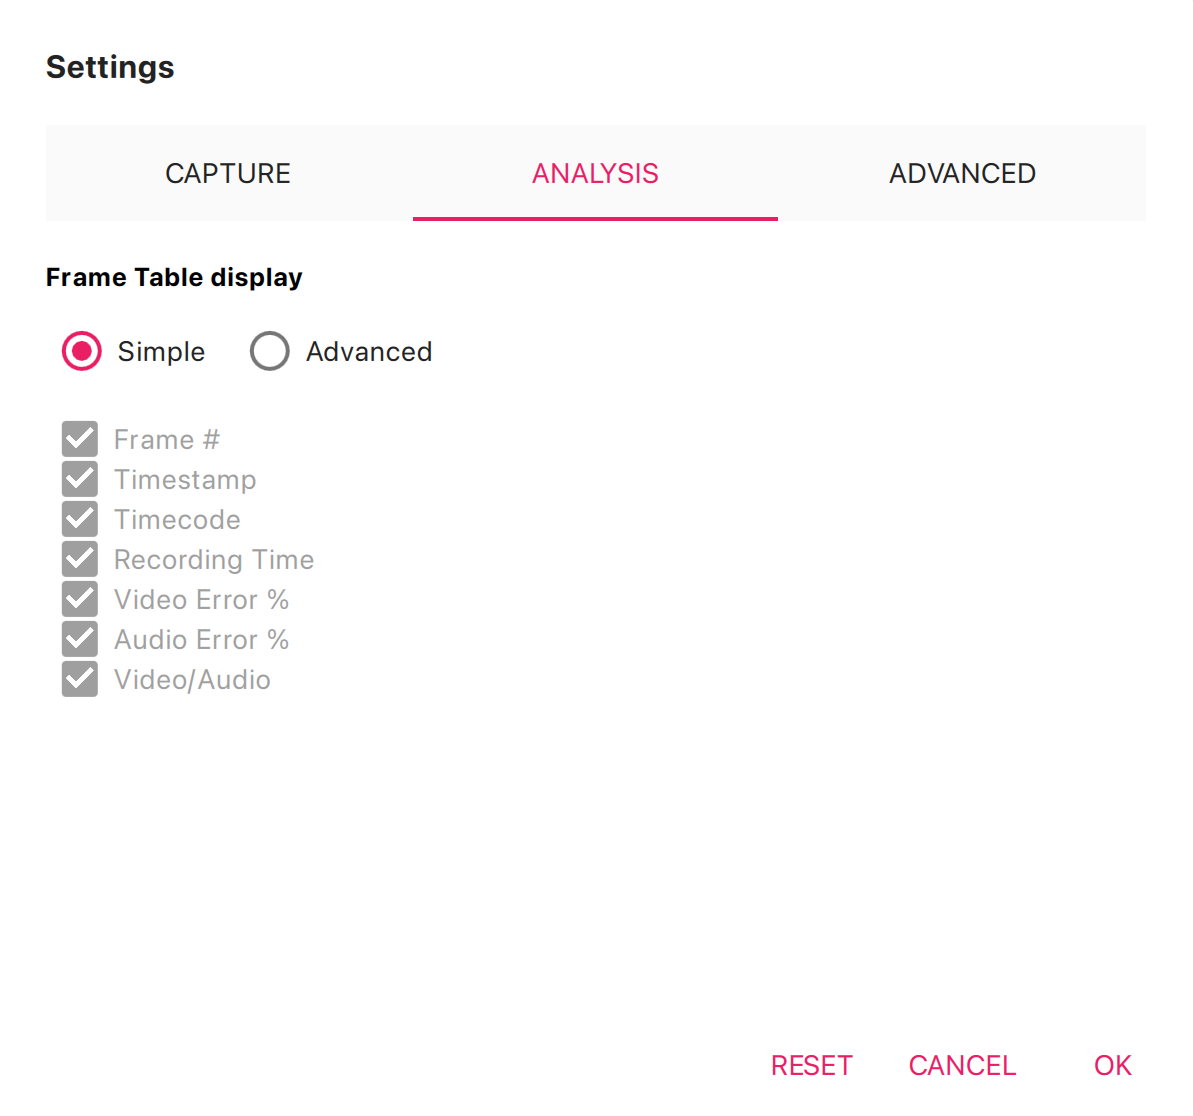 Settings
CAPTURE ANALYSIS ADVANCED
Frame Table display
Simple Advanced
Frame #
Timestamp
Timecode
Recording Time
Video Error %
Audio Error %
Video/Audio
RESET CANCEL OK